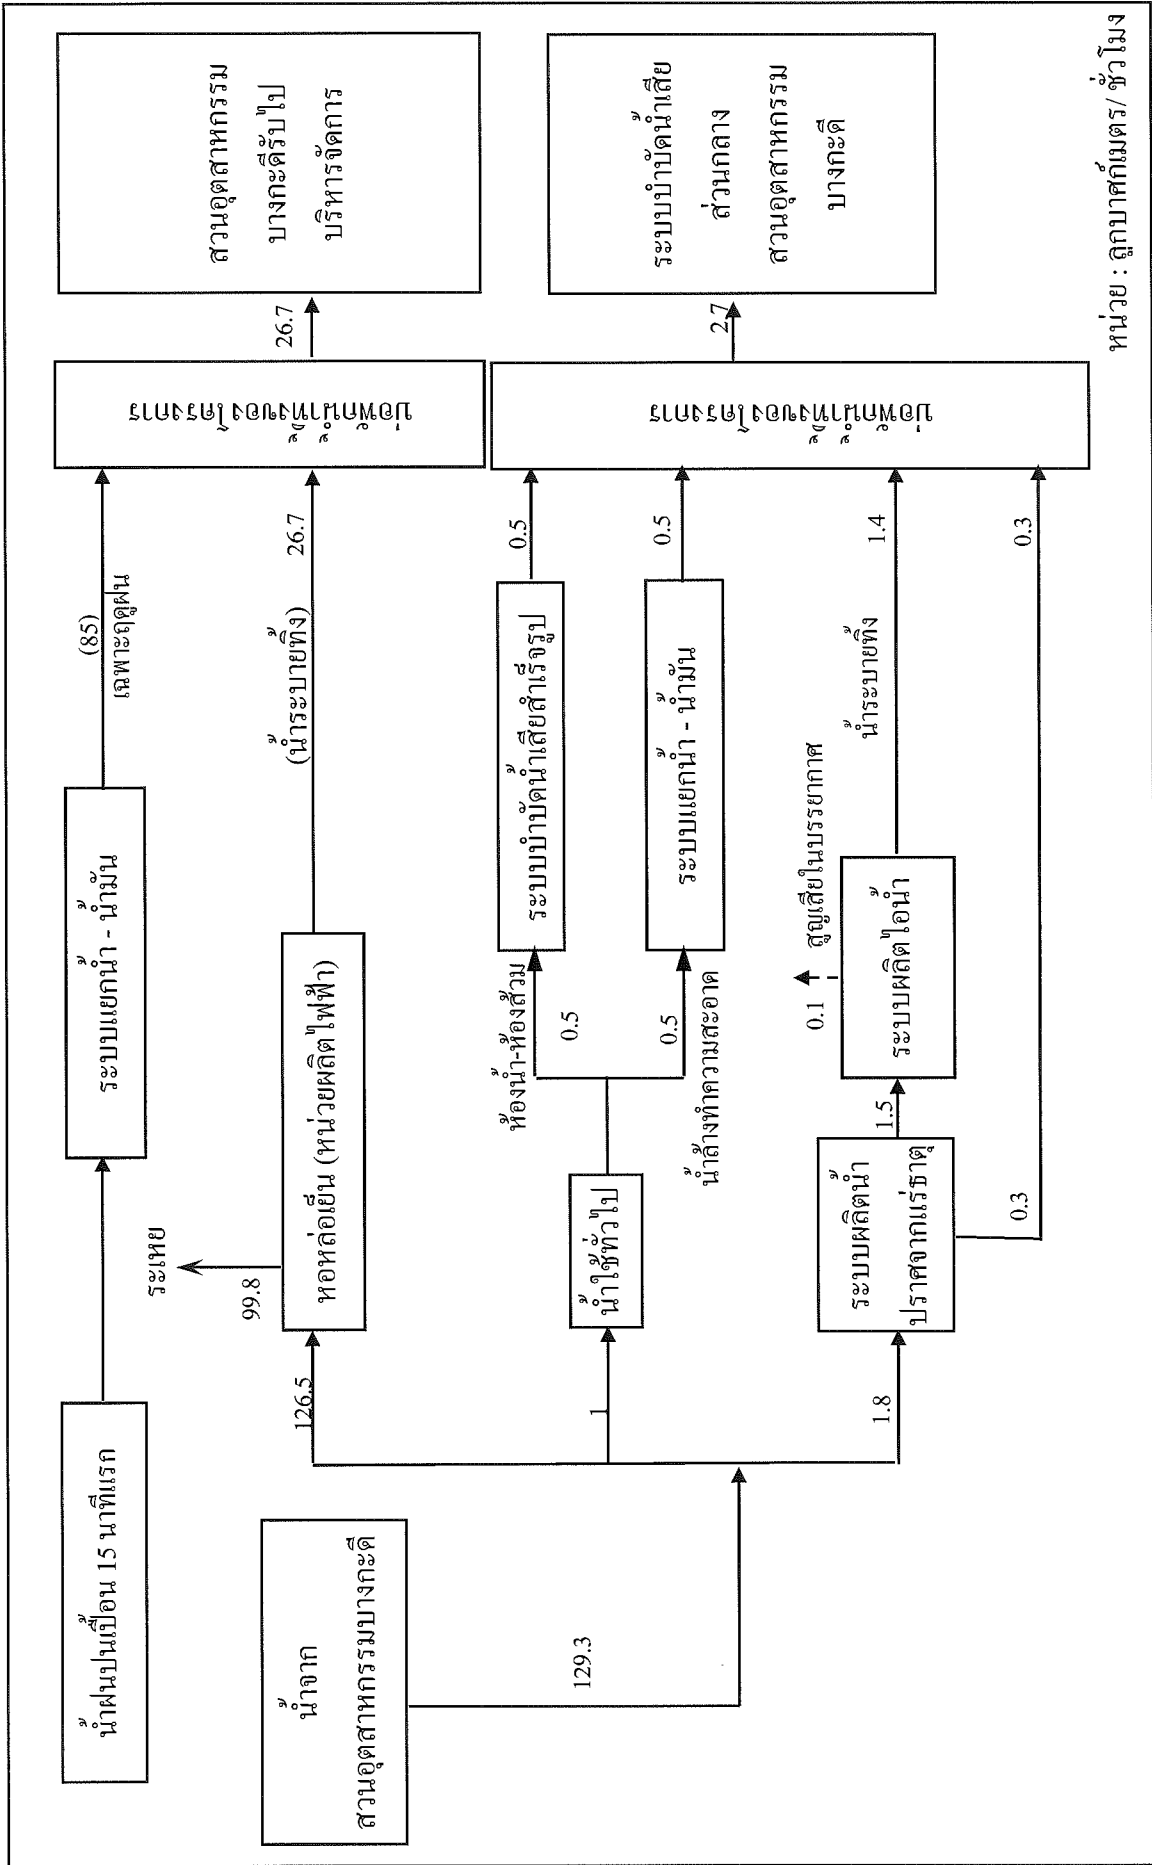 น้ำฝนปนเปื้อน 15 นาทีแรก
ระบบแยกน้ำ - น้ำมัน
(85)
เฉพาะฤดูฝน
บ่อพักน้ำทิ้งของโครงการ
26.7
สวนอุตสาหกรรม
บางกะดีรับไป
บริหารจัดการ
ระเหย
99.8
น้ำจาก
สวนอุตสาหกรรมบางกะดี
129.3
126.5
หอหล่อเย็น (หน่วยผลิตไฟฟ้า)
26.7
(น้ำระบายทิ้ง)
1
น้ำใช้ทั่วไป
ห้องน้ำ-ห้องส้วม
0.5
ระบบบำบัดน้ำเสียสำเร็จรูป
0.5
0.5
น้ำล้างทำความสะอาด
ระบบแยกน้ำ - น้ำมัน
0.5
บ่อพักน้ำทิ้งของโครงการ
2.7
ระบบบำบัดน้ำเสีย
ส่วนกลาง
สวนอุตสาหกรรม
บางกะดี
1.8
ระบบผลิตน้ำ
ปราศจากแร่ธาตุ
1.5
0.1
สูญเสียในบรรยากาศ
ระบบผลิตไอน้ำ
น้ำระบายทิ้ง
1.4
0.3
0.3
หน่วย : ลูกบาศก์เมตร/ ชั่วโมง